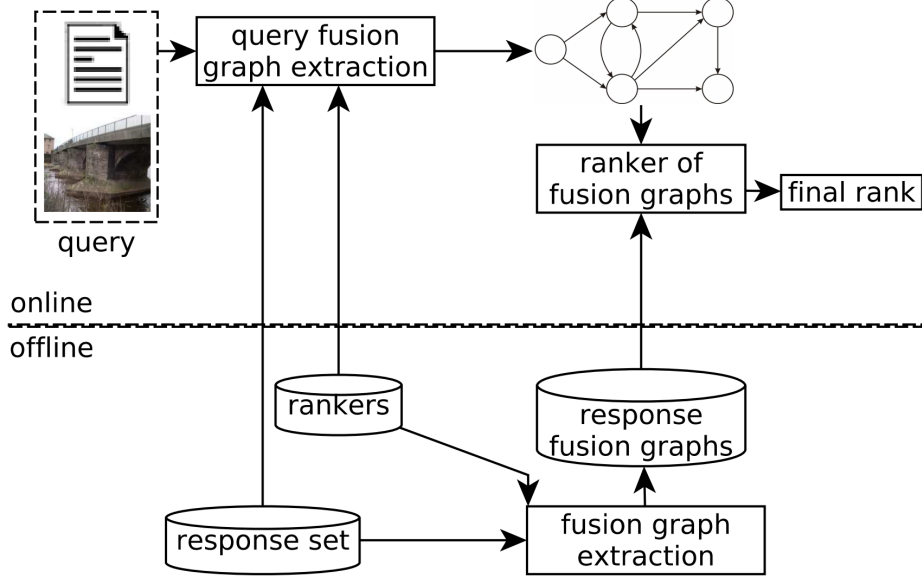 query fusion
graph extraction
query
ranker of
fusion graphs
final rank
online
offline
rankers
response
fusion graphs
response set
fusion graph
extraction